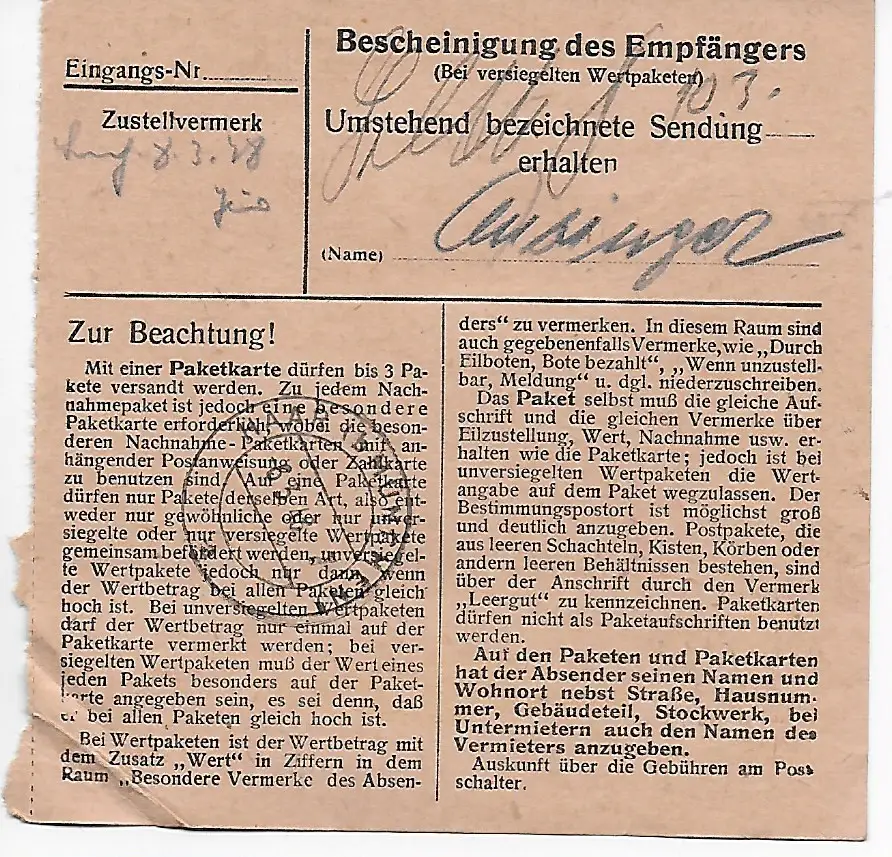 Eingangs-Nr.
Zustellvermerk
8.3.48
Bescheinigung des Empfängers
(Bei versiegelten Wertpaketen)
103.
Umstehend bezeichnete Sendung
erhalten
(Name)
Zur Beachtung!
Mit einer Paketkarte dürfen bis 3 Pa-
kete versandt werden. Zu jedem Nach-
nahmepaket ist jedoch eine besondere
Paketkarte erforderlich, wobei die beson-
deren Nachnahme-Paketkarten mit an-
hängender Postanweisung oder Zahlkarte
zu benutzen sind. Auf eine Paketkarte
dürfen nur Pakete derselben Art, also ent-
weder nur gewöhnliche oder nur unver-
siegelte oder nur versiegelte Wertpakete
gemeinsam befördert werden, unversiegel-
te Wertpakete jedoch nur dann, wenn
der Wertbetrag bei allen Paketen gleich
hoch ist. Bei unversiegelten Wertpaketen
darf der Wertbetrag nur einmal auf der
Paketkarte vermerkt werden; bei ver-
siegelten Wertpaketen muß der Wert eines
jeden Pakets besonders auf der Paket-
karte angegeben sein, es sei denn, daß
er bei allen Paketen gleich hoch ist.
Bei Wertpaketen ist der Wertbetrag mit
dem Zusatz „Wert" in Ziffern in dem
Raum „Besondere Vermerke des Absen-
ders" zu vermerken. In diesem Raum sind
auch gegebenenfalls Vermerke, wie „Durch
Eilboten, Bote bezahlt", „Wenn unzustell-
bar, Meldung" u. dgl. niederzuschreiben.
Das Paket selbst muß die gleiche Auf-
schrift und die gleichen Vermerke über
Eilzustellung, Wert, Nachnahme usw. er-
halten wie die Paketkarte; jedoch ist bei
unversiegelten Wertpaketen die Wert-
angabe auf dem Paket wegzulassen. Der
Bestimmungspostort ist möglichst groß
und deutlich anzugeben. Postpakete, die
aus leeren Schachteln, Kisten, Körben oder
andern leeren Behältnissen bestehen, sind
über der Anschrift durch den Vermerk
„Leergut" zu kennzeichnen. Paketkarten
dürfen nicht als Paketaufschriften benutzt
werden.
Auf den Paketen und Paketkarten
hat der Absender seinen Namen und
Wohnort nebst Straße, Hausnum-
mer, Gebäudeteil, Stockwerk, bei
Untermietern auch den Namen des
Vermieters anzugeben.
Auskunft über die Gebühren am Post
schalter.